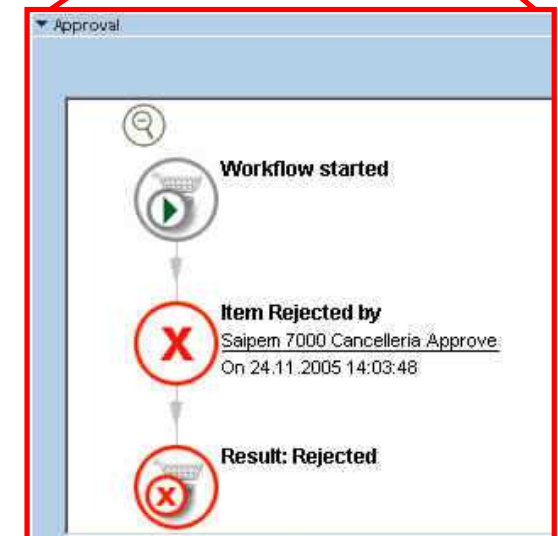 Approval
Workflow started
Item Rejected by
Saipem 7000 Cancelleria Approve
On 24.11.2005 14:03:48
Result: Rejected